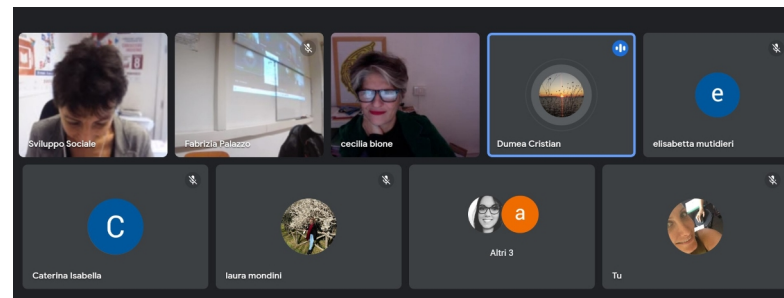 Sviluppo Sociale
Fabrizia Palazzo
cecilia bione
Dumea Cristian
e
elisabetta mutidieri
C
Caterina Isabella
laura mondini
a
Altri 3
Tu